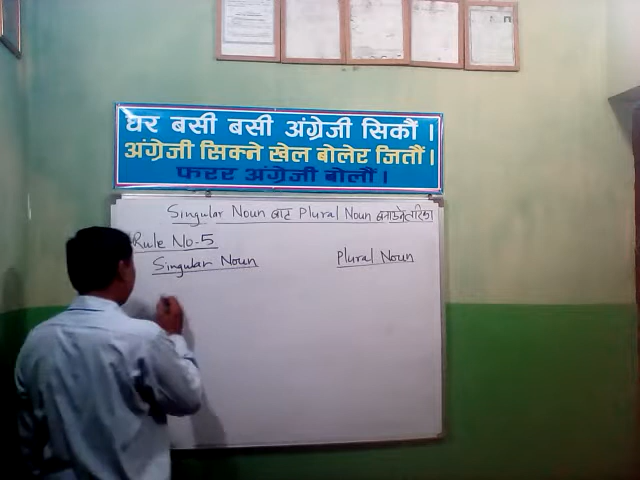 घर बसी बसी अंग्रेजी सिकौं ।
अंग्रेजी सिक्ने खेल बोलेर जितौं ।
फरर अंग्रेजी बोलौं ।
Singular Noun बाट Plural Noun बनाउने तरिका
Rule No-5
Singular Noun
Plural Noun